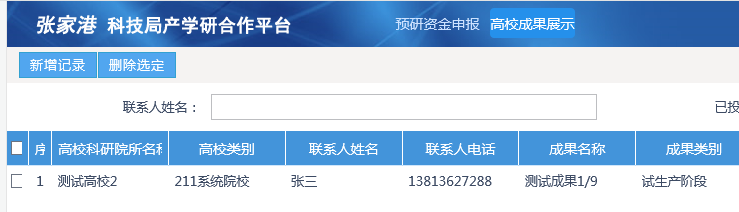 张家港 科技局产学研合作平台 预研资金申报 高校成果展示
新增记录 删除选定
联系人姓名： 已投
序 高校科研院所名称 高校类别 联系人姓名 联系人电话 成果名称 成果类别
1 测试高校2 211系统院校 张三 13813627288 测试成果1/9 试生产阶段